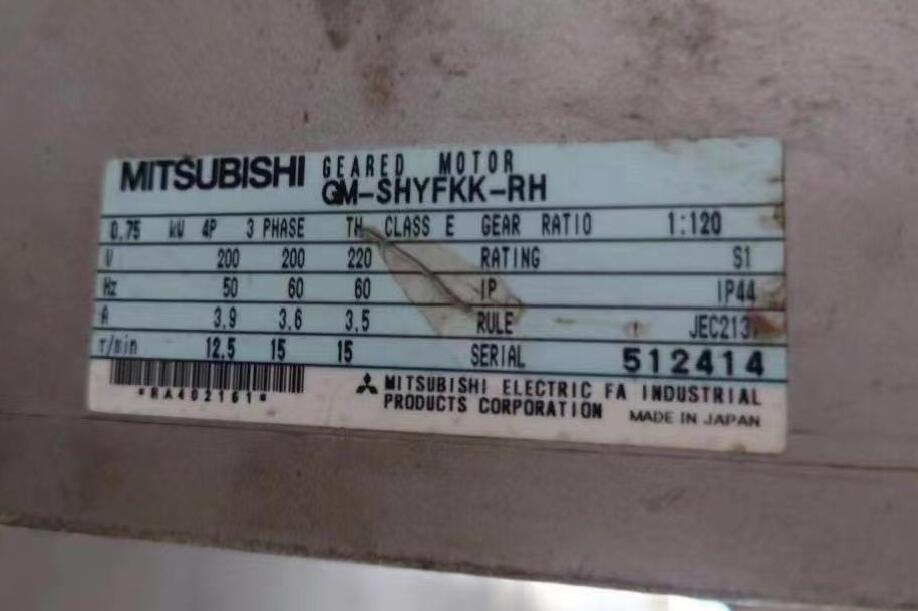 MITSUBISHI GEARED MOTOR
GM-SHYFKK-RH
0.75 kW 4P 3 PHASE TH. CLASS E GEAR RATIO 1:120
V 200 200 220 RATING S1
Hz 50 60 60 IP IP44
A 3.9 3.6 3.5 RULE JEC2137
r/min 12.5 15 15 SERIAL 512414
*RA402161*
MITSUBISHI ELECTRIC FA INDUSTRIAL
PRODUCTS CORPORATION MADE IN JAPAN